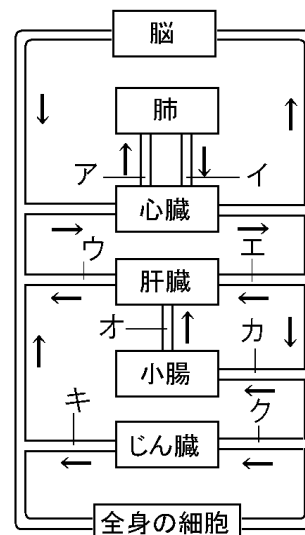 脳
肺
ア
イ
心臓
ウ
エ
肝臓
オ
カ
小腸
キ
ク
じん臓
全身の細胞